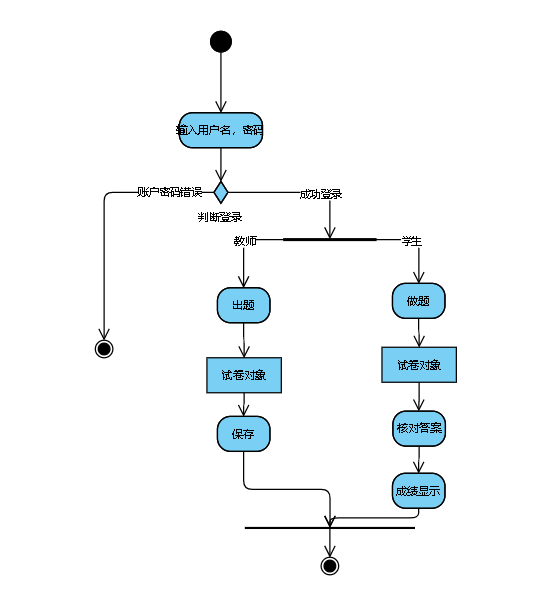 输入用户名，密码
账户密码错误
成功登录
判断登录
教师
学生
出题
做题
试卷对象
试卷对象
保存
核对答案
成绩显示